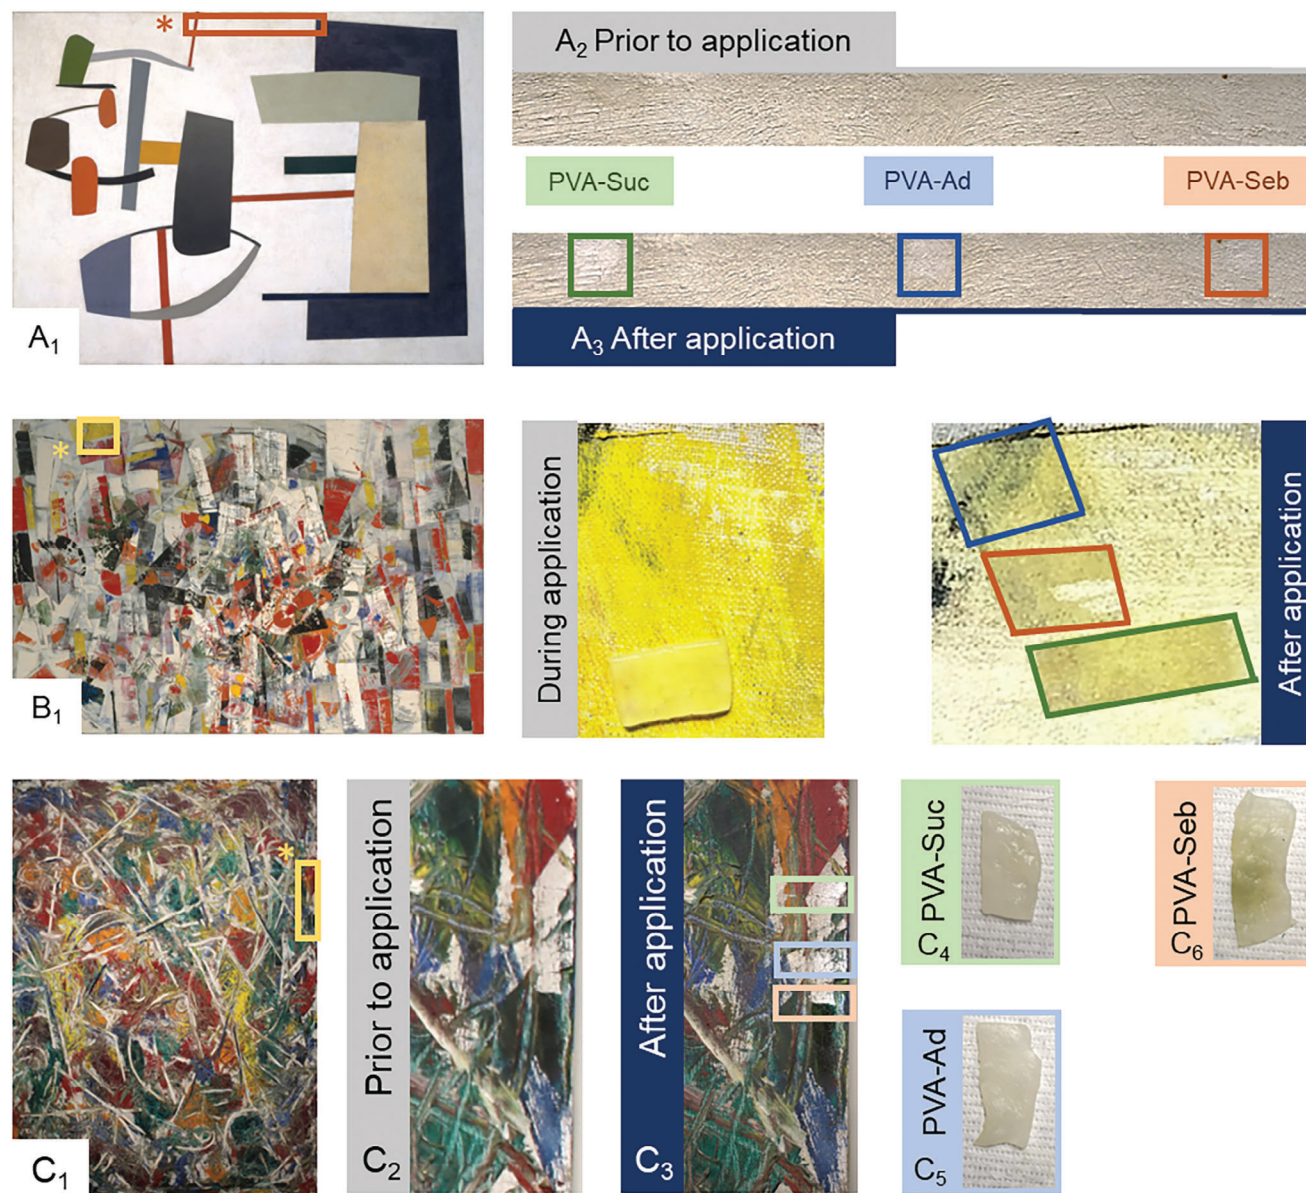 *
A₂ Prior to application
PVA-Suc
PVA-Ad
PVA-Seb
A₁
A₃ After application
*
B₁
During application
After application
*
C₁
C₂ Prior to application
C₃ After application
C₄ PVA-Suc
C₆ PVA-Seb
C₅ PVA-Ad